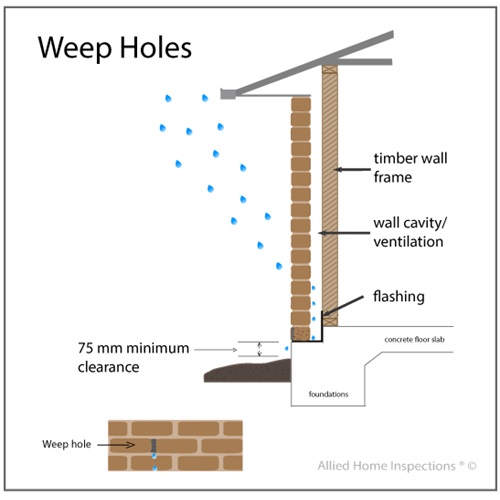 Weep Holes
timber wall
frame
wall cavity/
ventilation
flashing
75 mm minimum
clearance
concrete floor slab
foundations
Weep hole
Allied Home Inspections ® ©